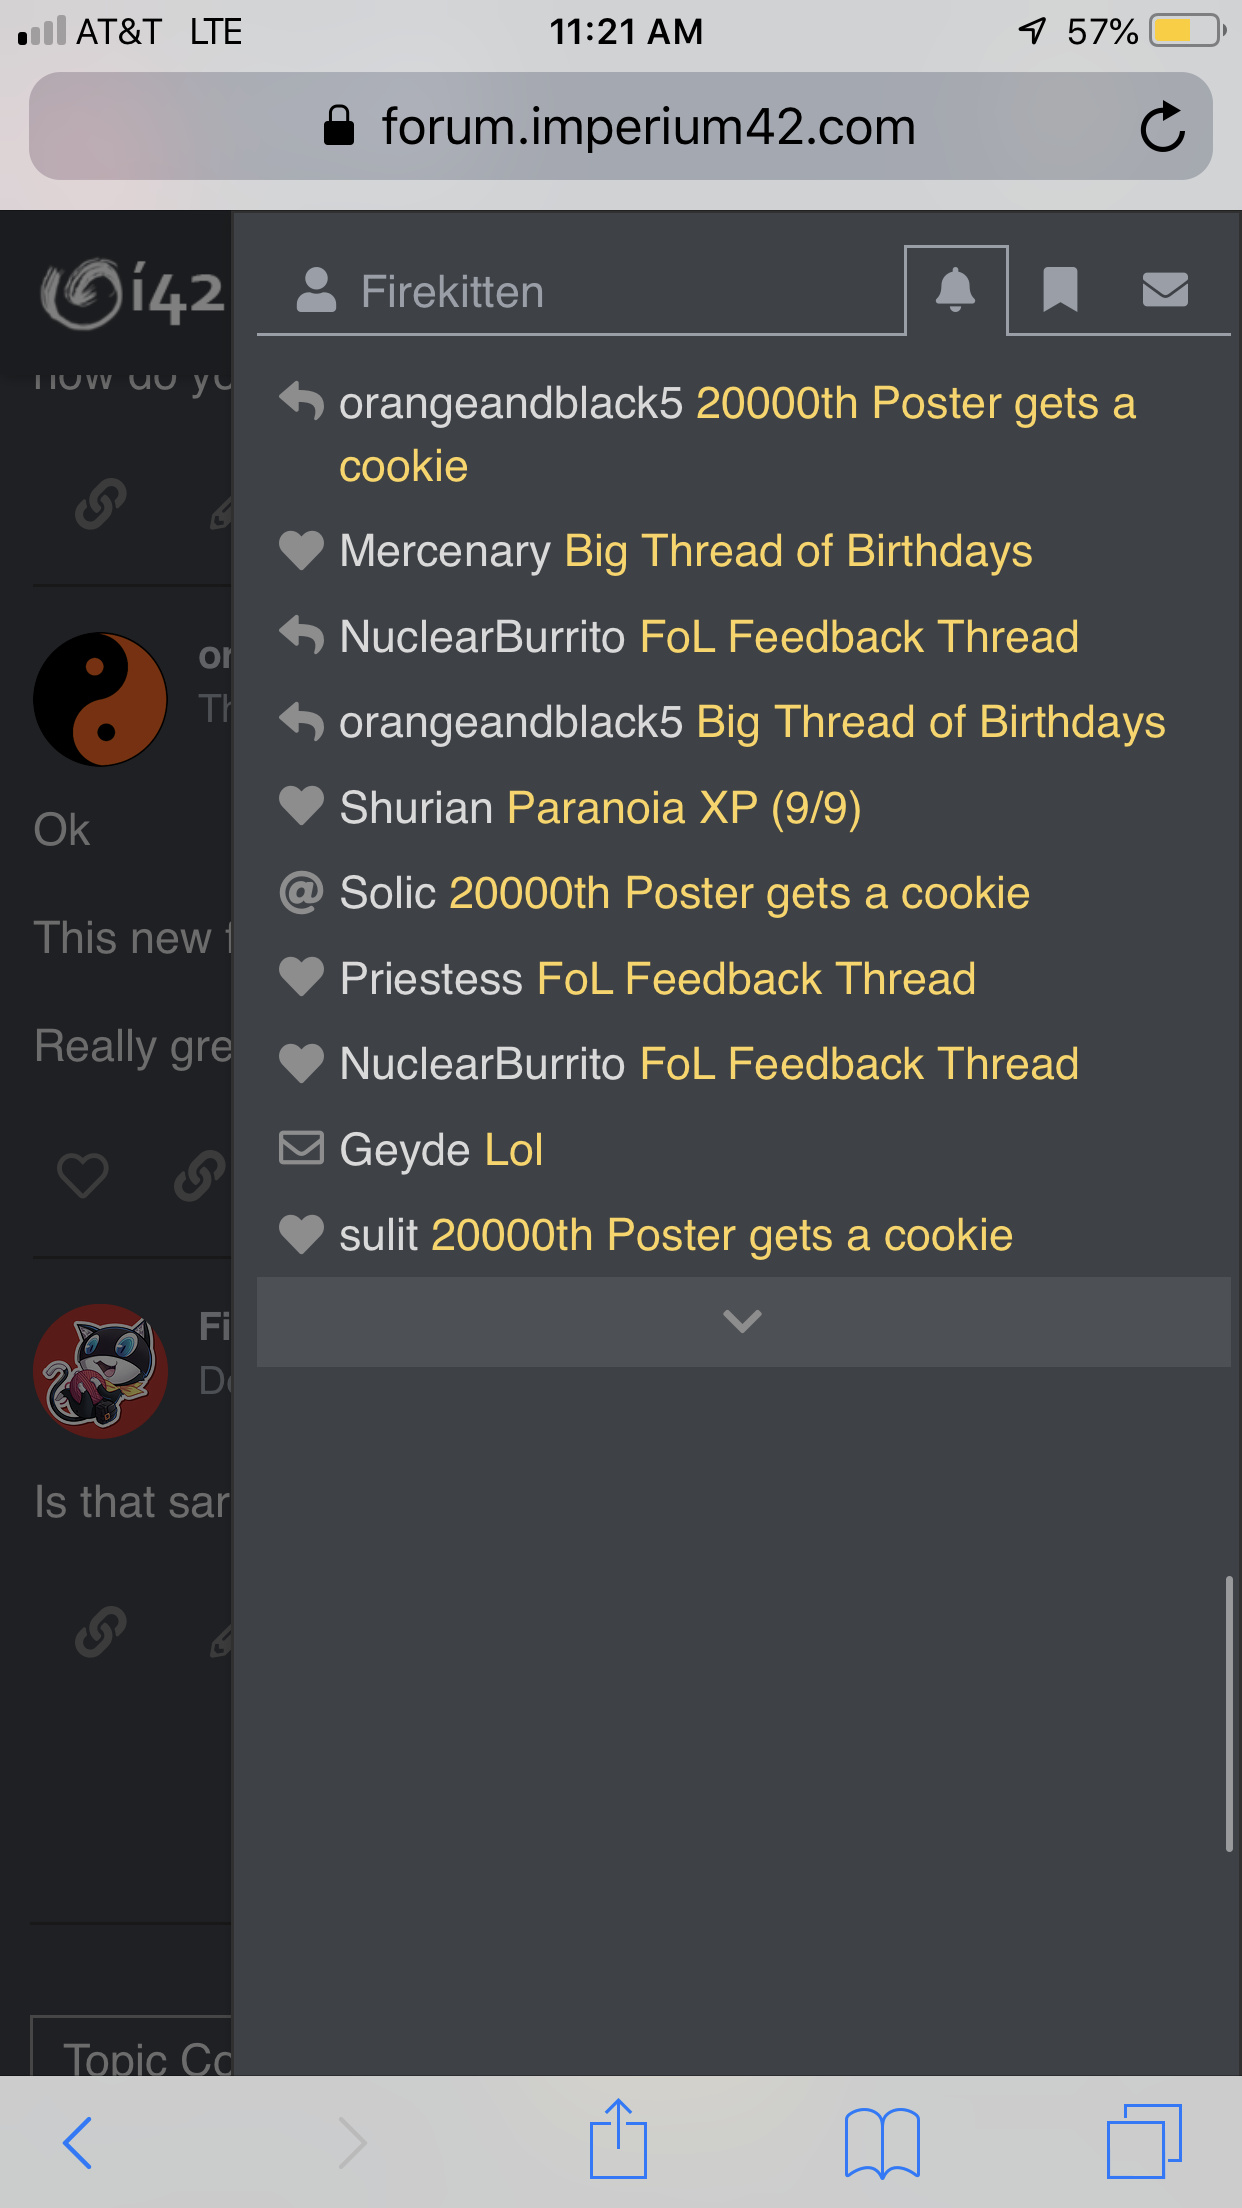 AT&T LTE 11:21 AM 57%
forum.imperium42.com
i42
Firekitten
how do yo
orangeandblack5 20000th Poster gets a
cookie
Mercenary Big Thread of Birthdays
NuclearBurrito FoL Feedback Thread
or
Th
orangeandblack5 Big Thread of Birthdays
Shurian Paranoia XP (9/9)
Ok
@ Solic 20000th Poster gets a cookie
This new f
Priestess FoL Feedback Thread
Really gre
NuclearBurrito FoL Feedback Thread
Geyde Lol
sulit 20000th Poster gets a cookie
Fi
De
Is that sar
Topic Co